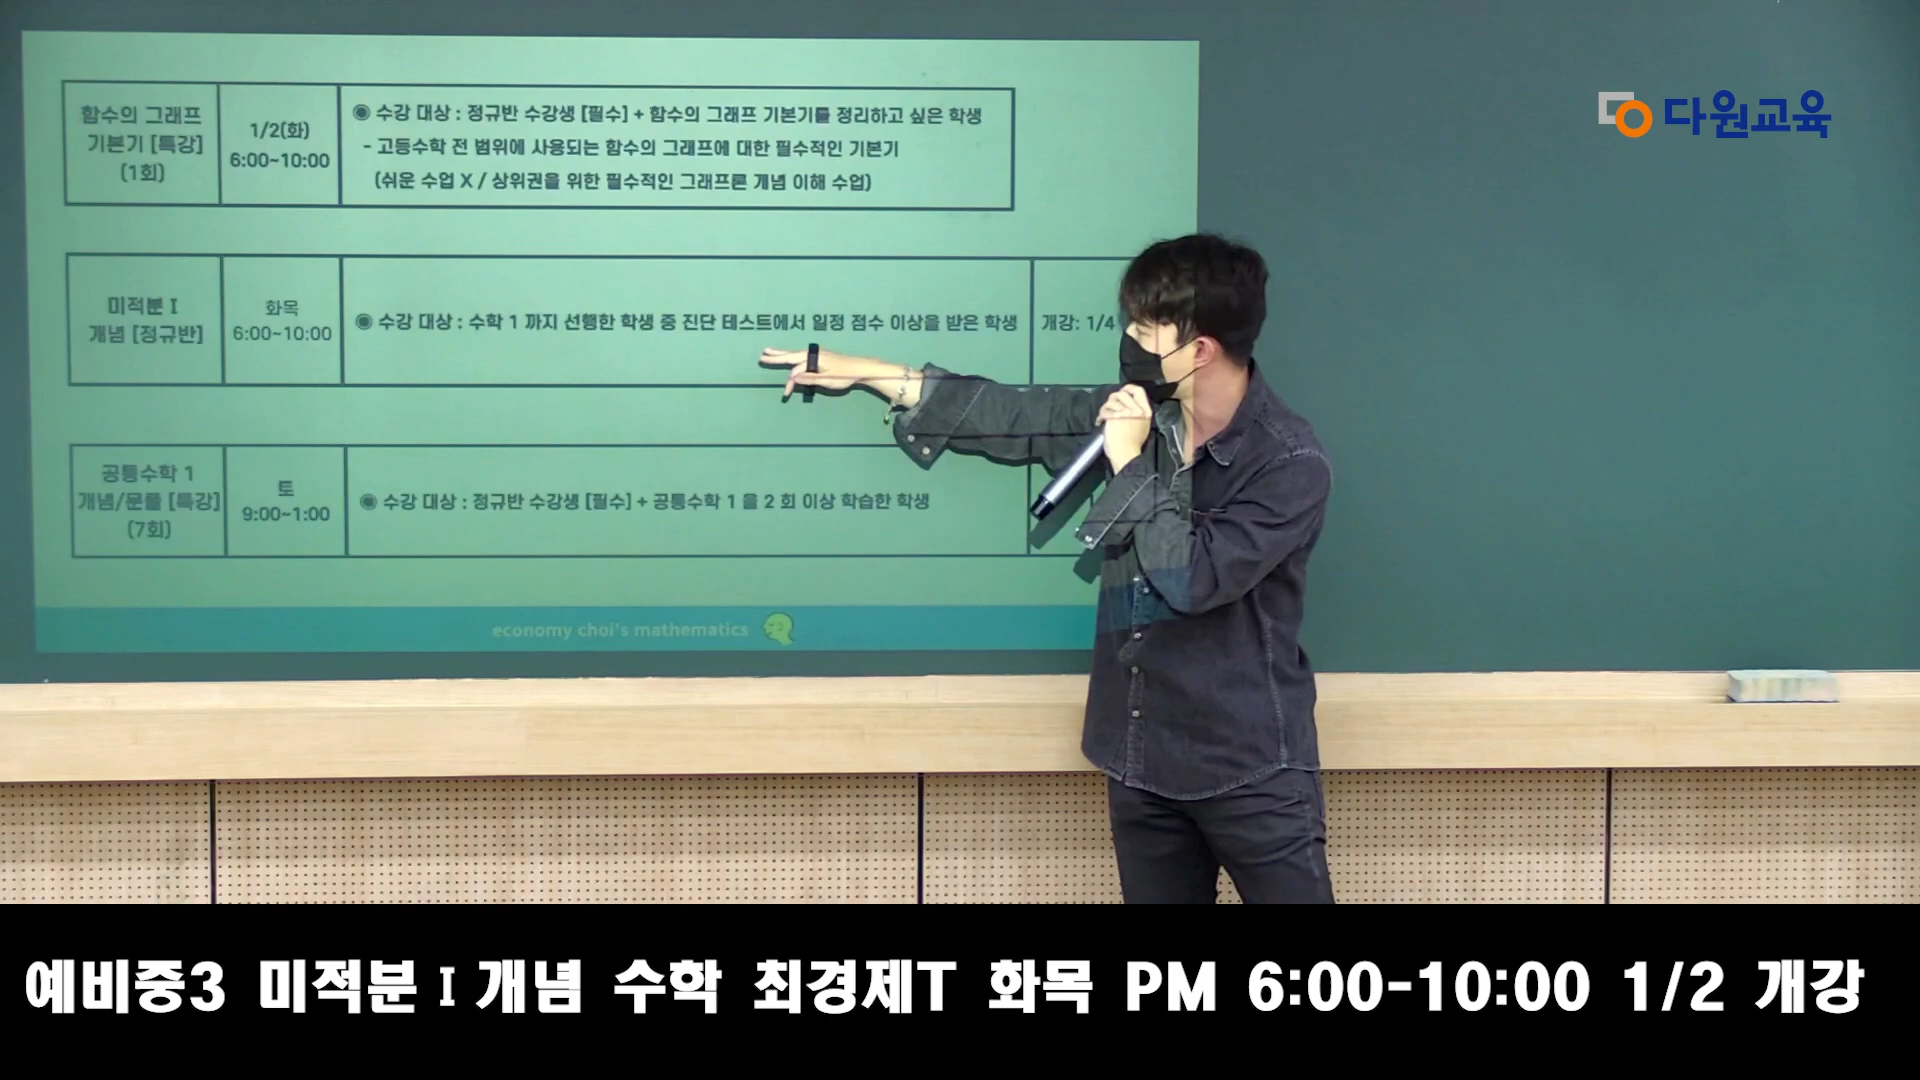 다원교육
함수의 그래프
기본기 [특강]
(1회)
1/2(화)
6:00~10:00
◉ 수강 대상 : 정규반 수강생 [필수] + 함수의 그래프 기본기를 정리하고 싶은 학생
- 고등수학 전 범위에 사용되는 함수의 그래프에 대한 필수적인 기본기
(쉬운 수업 X / 상위권을 위한 필수적인 그래프론 개념 이해 수업)
미적분 I
개념 [정규반]
화목
6:00~10:00
◉ 수강 대상 : 수학 1 까지 선행한 학생 중 진단 테스트에서 일정 점수 이상을 받은 학생
개강: 1/4
공통수학 1
개념/문풀 [특강]
(7회)
토
9:00~1:00
◉ 수강 대상 : 정규반 수강생 [필수] + 공통수학 1 을 2 회 이상 학습한 학생
economy choi's mathematics
예비중3 미적분 I 개념 수학 최경제T 화목 PM 6:00-10:00 1/2 개강